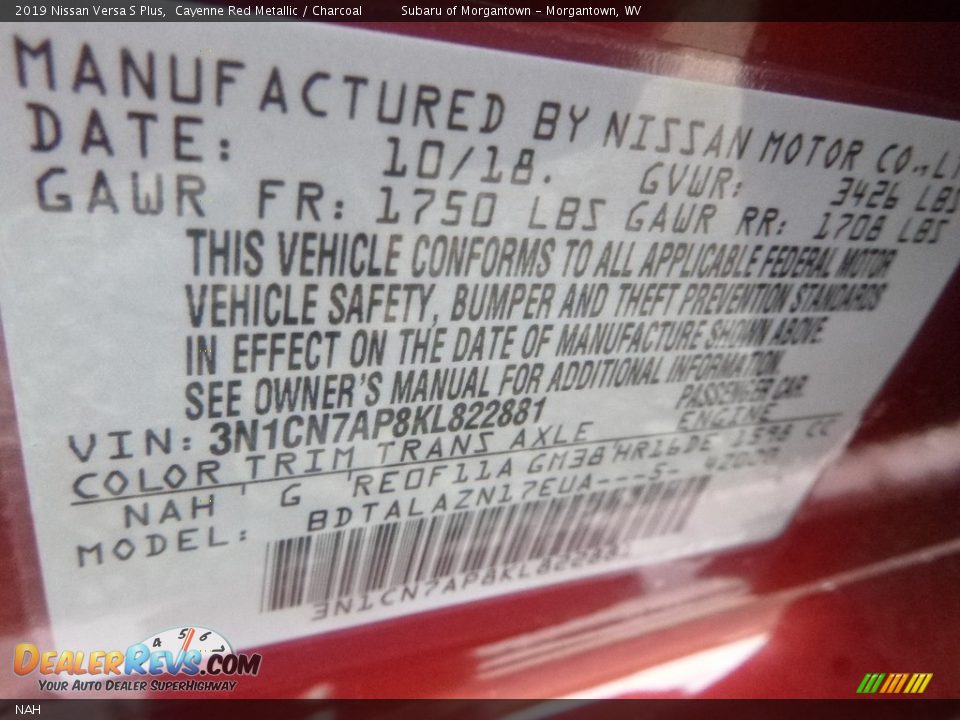 2019 Nissan Versa S Plus, Cayenne Red Metallic / Charcoal Subaru of Morgantown - Morgantown, WV
MANUFACTURED BY NISSAN MOTOR CO.,LT
DATE: 10/18. GVWR: 3426 LBS
GAWR FR: 1750 LBS GAWR RR: 1708 LBS
THIS VEHICLE CONFORMS TO ALL APPLICABLE FEDERAL MOTOR
VEHICLE SAFETY, BUMPER AND THEFT PREVENTION STANDARDS
IN EFFECT ON THE DATE OF MANUFACTURE SHOWN ABOVE.
SEE OWNER'S MANUAL FOR ADDITIONAL INFORMATION.
PASSENGER CAR.
VIN: 3N1CN7AP8KL822881
COLOR TRIM TRANS AXLE ENGINE
NAH G RE0F11A GM38 HR16DE 1598 CC
MODEL: BDTALAZN17EUA---S-
3N1CN7AP8KL822881
4 5 6
DealerRevs.com
Your Auto Dealer SuperHighway
NAH